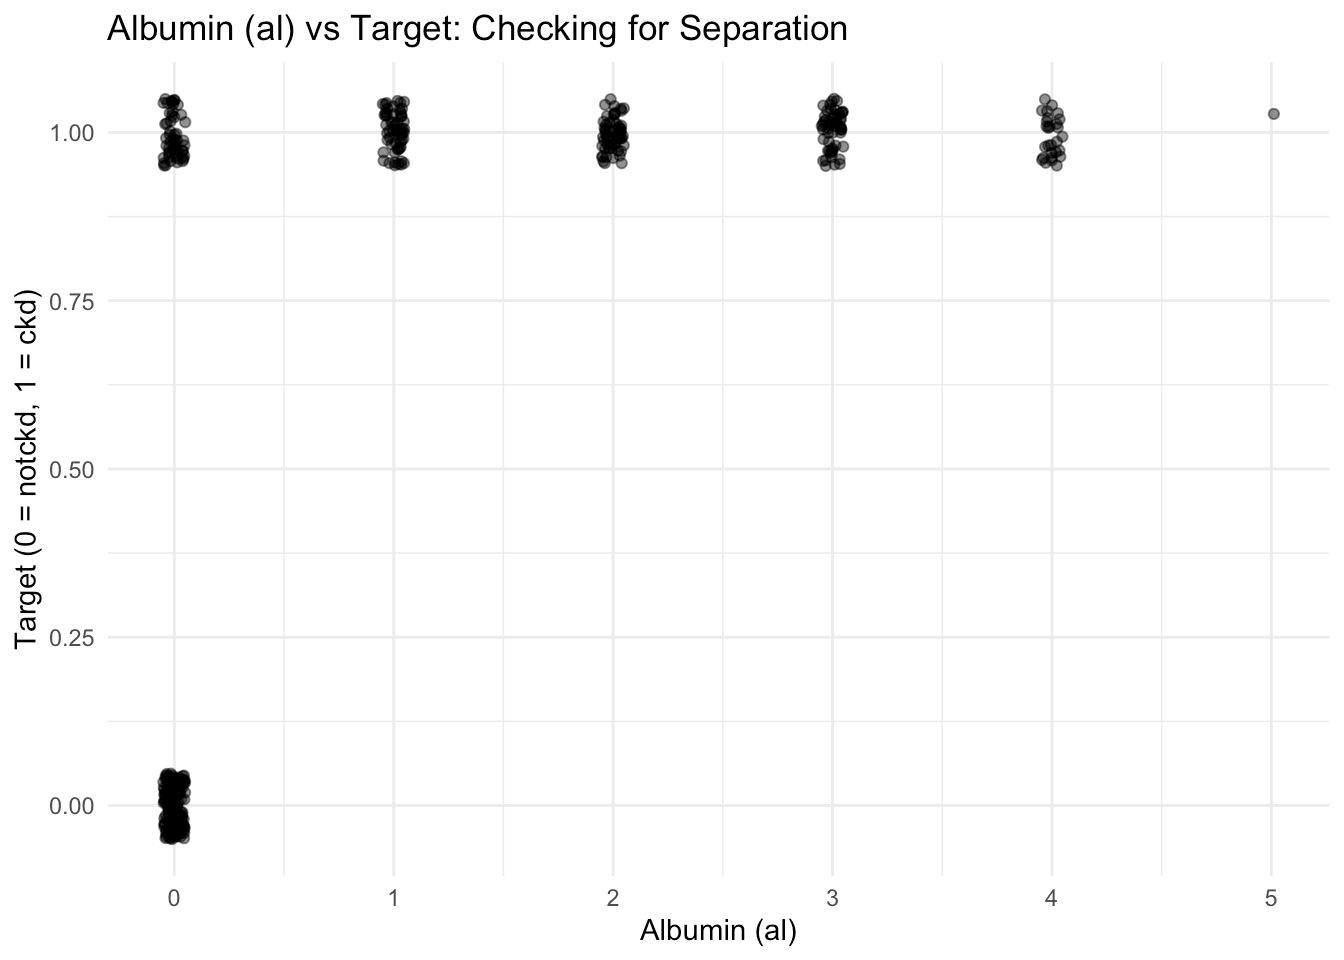 Albumin (al) vs Target: Checking for Separation
Target (0 = notckd, 1 = ckd)
1.00
0.75
0.50
0.25
0.00
0 1 2 3 4 5
Albumin (al)